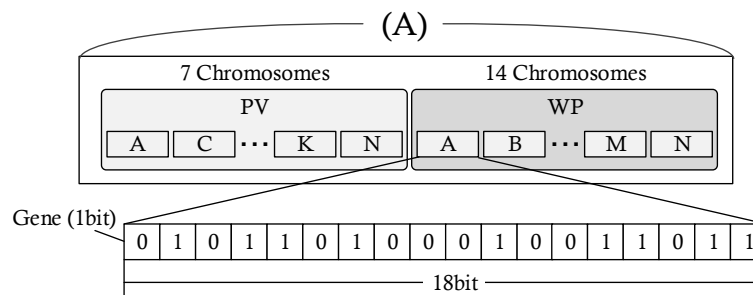 (A)
7 Chromosomes 14 Chromosomes
PV WP
A C ··· K N A B ··· M N
Gene (1bit)
0 1 0 1 1 0 1 0 0 0 1 0 0 1 1 0 1 1
18bit